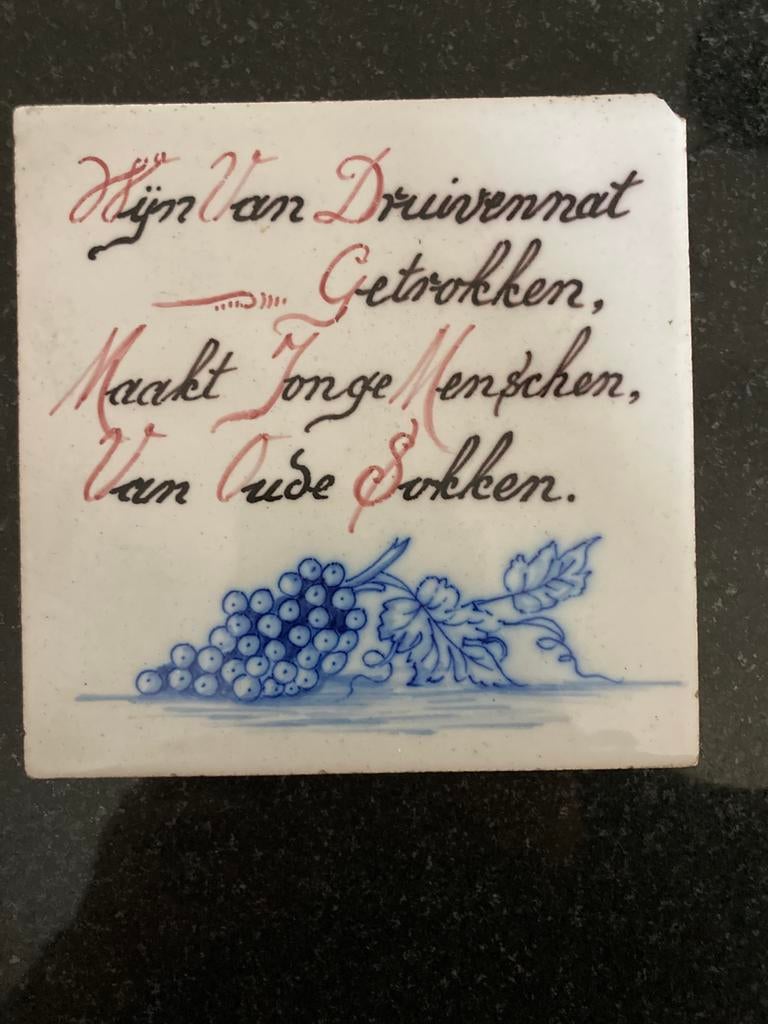 Wijn Van Druivennat
Getrokken,
Maakt Jonge Menschen,
Van Oude Sokken.